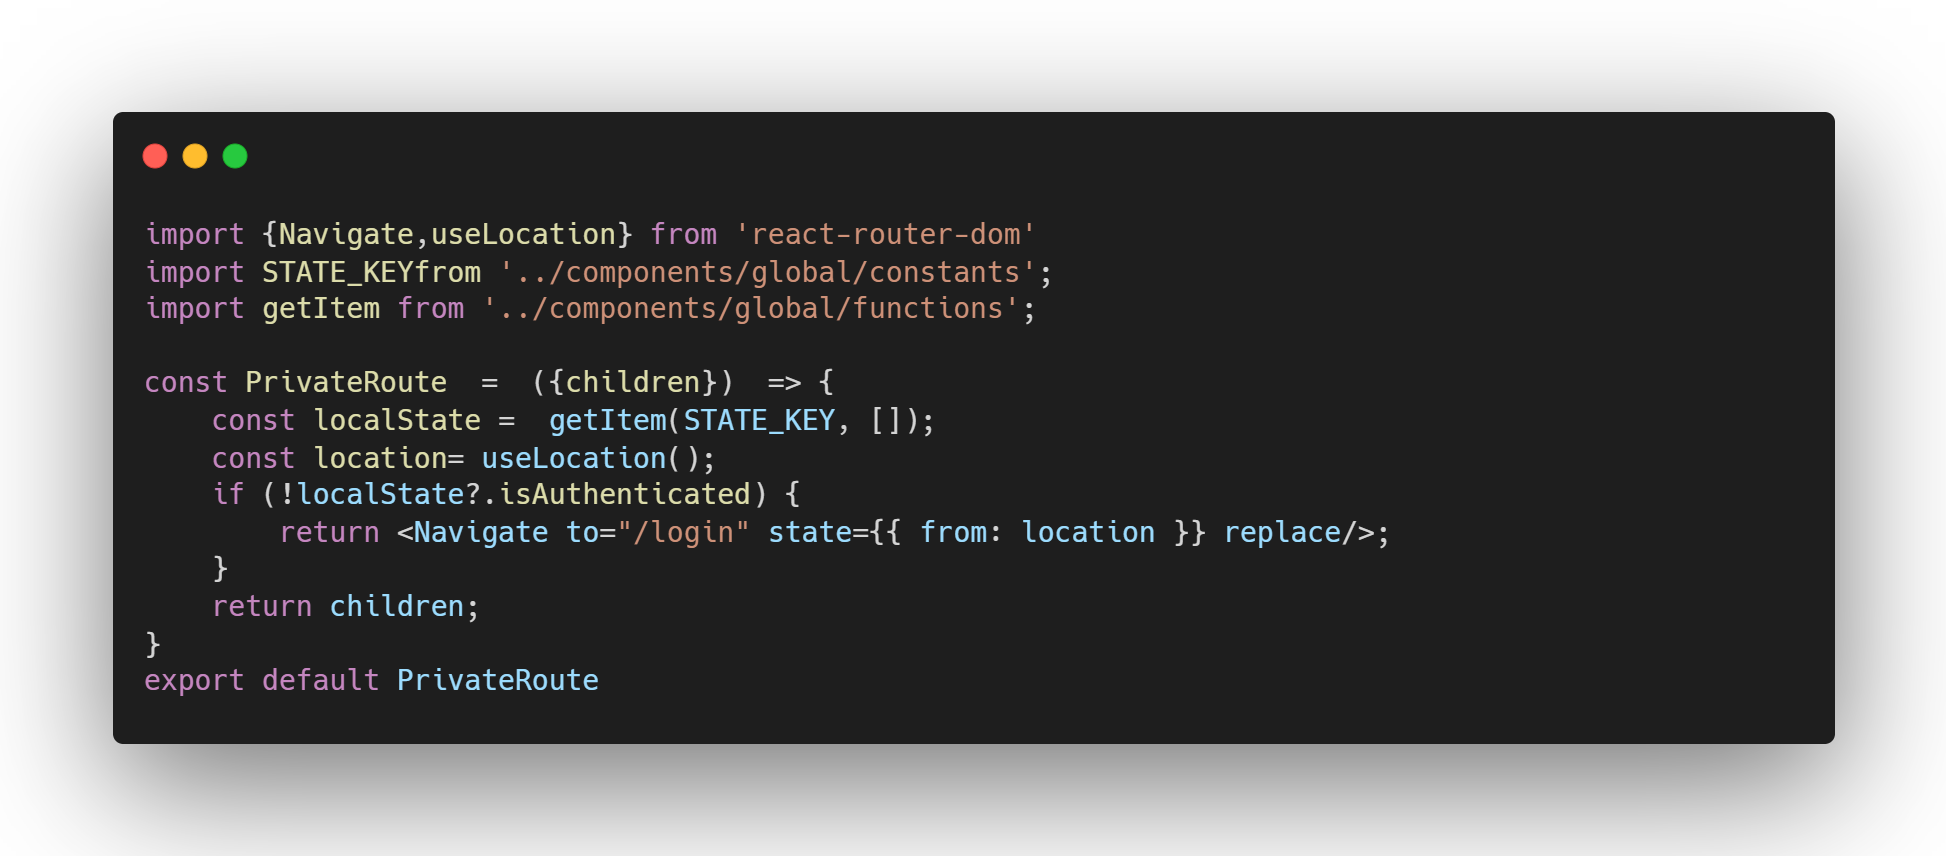 import {Navigate,useLocation} from 'react-router-dom'
import STATE_KEYfrom '../components/global/constants';
import getItem from '../components/global/functions';

const PrivateRoute  =  ({children})  => {
    const localState =  getItem(STATE_KEY, []);
    const location= useLocation();
    if (!localState?.isAuthenticated) {
        return <Navigate to="/login" state={{ from: location }} replace/>;
    }
    return children;
}
export default PrivateRoute